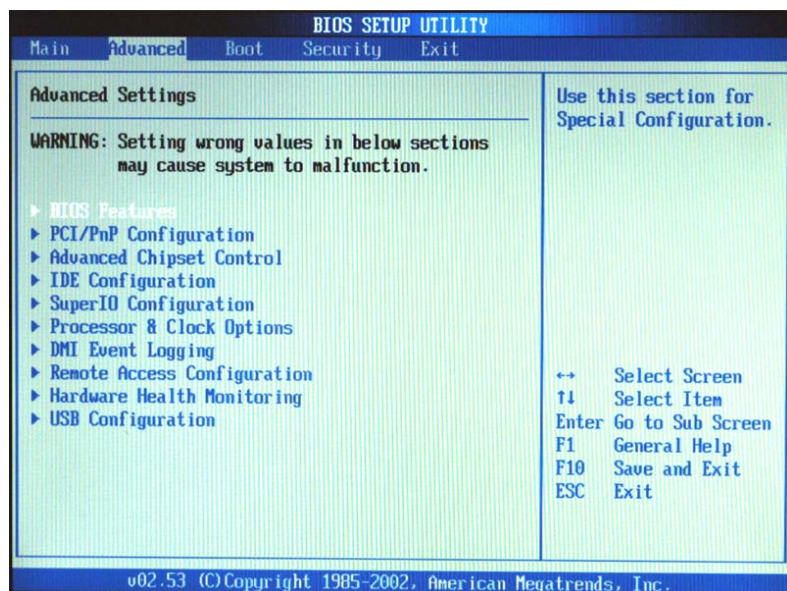 BIOS SETUP UTILITY
Main Advanced Boot Security Exit
Advanced Settings
WARNING: Setting wrong values in below sections
may cause system to malfunction.
▶ BIOS Features
▶ PCI/PnP Configuration
▶ Advanced Chipset Control
▶ IDE Configuration
▶ SuperIO Configuration
▶ Processor & Clock Options
▶ DMI Event Logging
▶ Remote Access Configuration
▶ Hardware Health Monitoring
▶ USB Configuration
Use this section for
Special Configuration.
↔ Select Screen
↑↓ Select Item
Enter Go to Sub Screen
F1 General Help
F10 Save and Exit
ESC Exit
v02.53 (C)Copyright 1985-2002, American Megatrends, Inc.